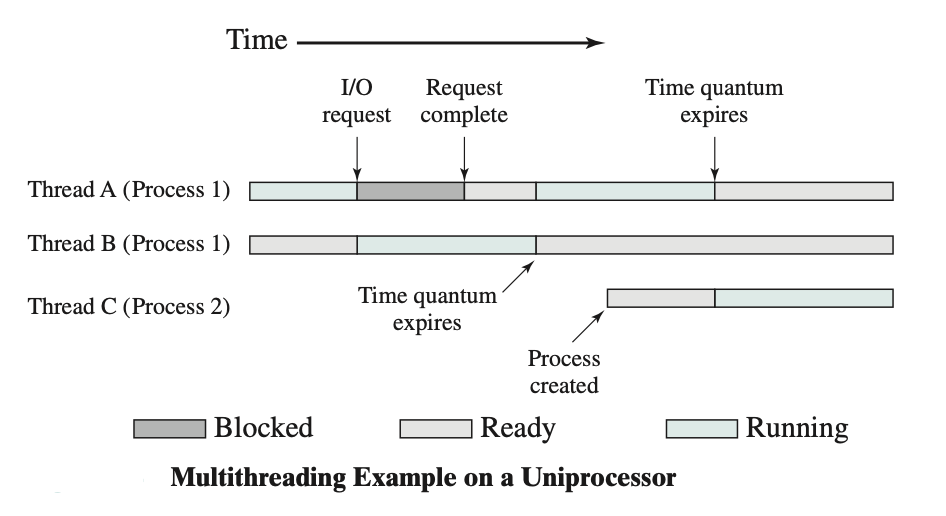 Time
I/O
request
Request
complete
Time quantum
expires
Thread A (Process 1)
Thread B (Process 1)
Thread C (Process 2)
Time quantum
expires
Process
created
Blocked
Ready
Running
Multithreading Example on a Uniprocessor